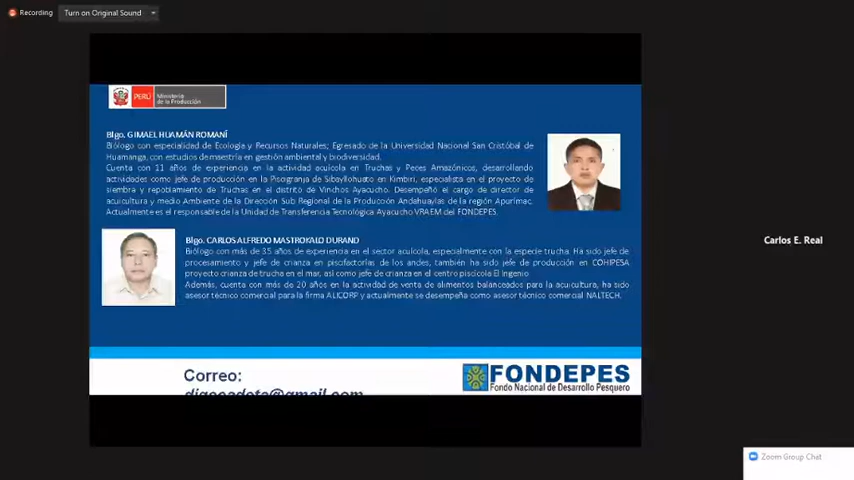 Recording
Turn on Original Sound
PERÚ Ministerio de la Producción
Blgo. GIMAEL HUAMÁN ROMANÍ
Biólogo con especialidad de Ecología y Recursos Naturales; Egresado de la Universidad Nacional San Cristóbal de
Huamanga, con estudios de maestría en gestión ambiental y biodiversidad.
Cuenta con 11 años de experiencia en la actividad acuícola en Truchas y Peces Amazónicos, desarrollando
actividades como jefe de producción en la Piscigranja de Sibayllohuato en Kimbiri, especialista en el proyecto de
siembra y repoblamiento de Truchas en el distrito de Vinchos Ayacucho. Desempeñó el cargo de director de
acuicultura y medio Ambiente de la Dirección Sub Regional de la Producción Andahuaylas de la región Apurímac.
Actualmente es el responsable de la Unidad de Transferencia Tecnológica Ayacucho VRAEM del FONDEPES.
Blgo. CARLOS ALFREDO MASTROKALO DURAND
Biólogo con más de 35 años de experiencia en el sector acuícola, especialmente con la especie trucha. Ha sido jefe de
procesamiento y jefe de crianza en piscifactorías de los andes, también ha sido jefe de producción en COHIPESA
proyecto crianza de trucha en el mar, así como jefe de crianza en el centro piscícola El Ingenio
Además, cuenta con más de 20 años en la actividad de venta de alimentos balanceados para la acuicultura, ha sido
asesor técnico comercial para la firma ALICORP y actualmente se desempeña como asesor técnico comercial NALTECH.
Correo:
FONDEPES
Fondo Nacional de Desarrollo Pesquero
Carlos E. Real
Zoom Group Chat